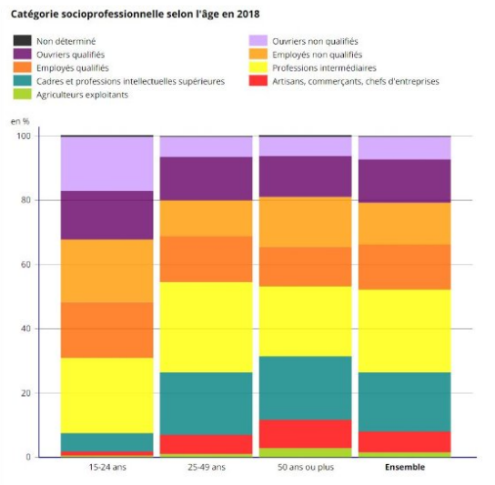 Catégorie socioprofessionnelle selon l'âge en 2018
Non déterminé
Ouvriers non qualifiés
Ouvriers qualifiés
Employés non qualifiés
Employés qualifiés
Professions intermédiaires
Cadres et professions intellectuelles supérieures
Artisans, commerçants, chefs d'entreprises
Agriculteurs exploitants
en %
100
80
60
40
20
0
15-24 ans
25-49 ans
50 ans ou plus
Ensemble